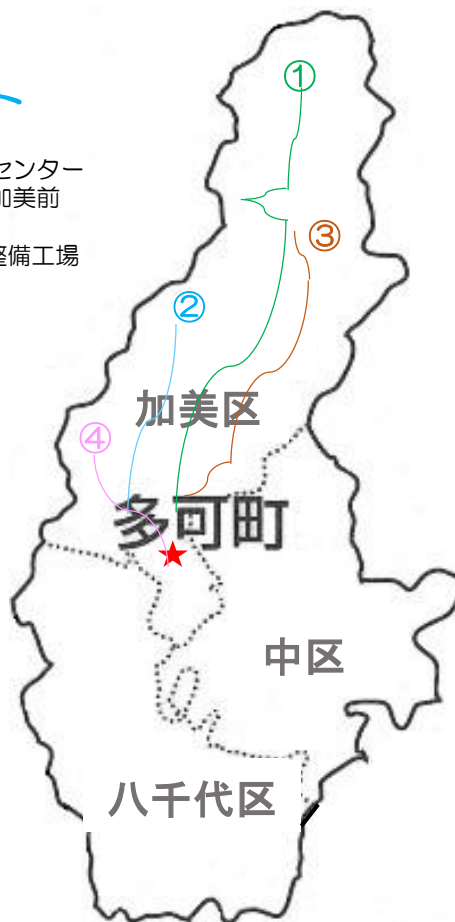 ①
センター
加美前
③
整備工場
②
加美区
④
多可町
★
中区
八千代区